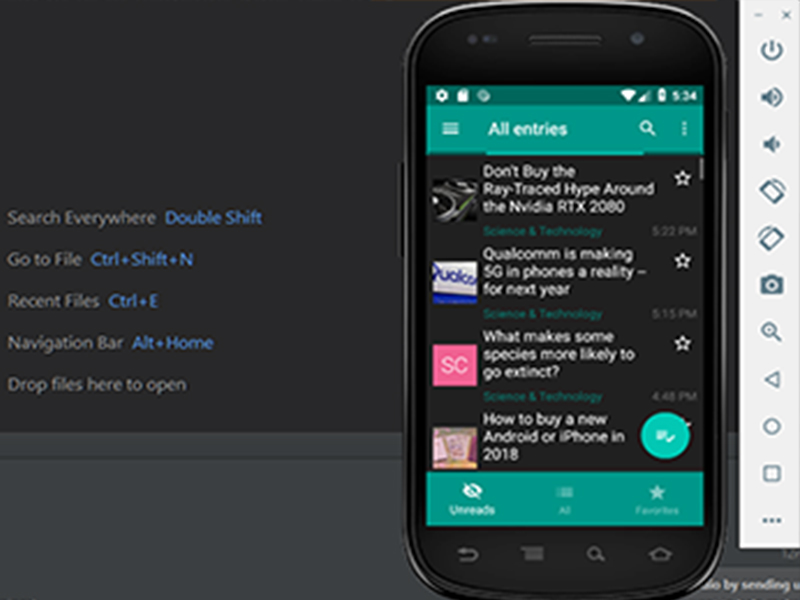 Search Everywhere Double Shift
Go to File Ctrl+Shift+N
Recent Files Ctrl+E
Navigation Bar Alt+Home
Drop files here to open
5:34
All entries
Don't Buy the
Ray-Traced Hype Around
the Nvidia RTX 2080
Science & Technology 5:22 PM
Qualcomm is making
5G in phones a reality –
for next year
Science & Technology 5:15 PM
SC
What makes some
species more likely to
go extinct?
Science & Technology 4:48 PM
How to buy a new
Android or iPhone in
2018
Unreads All Favorites
by sending